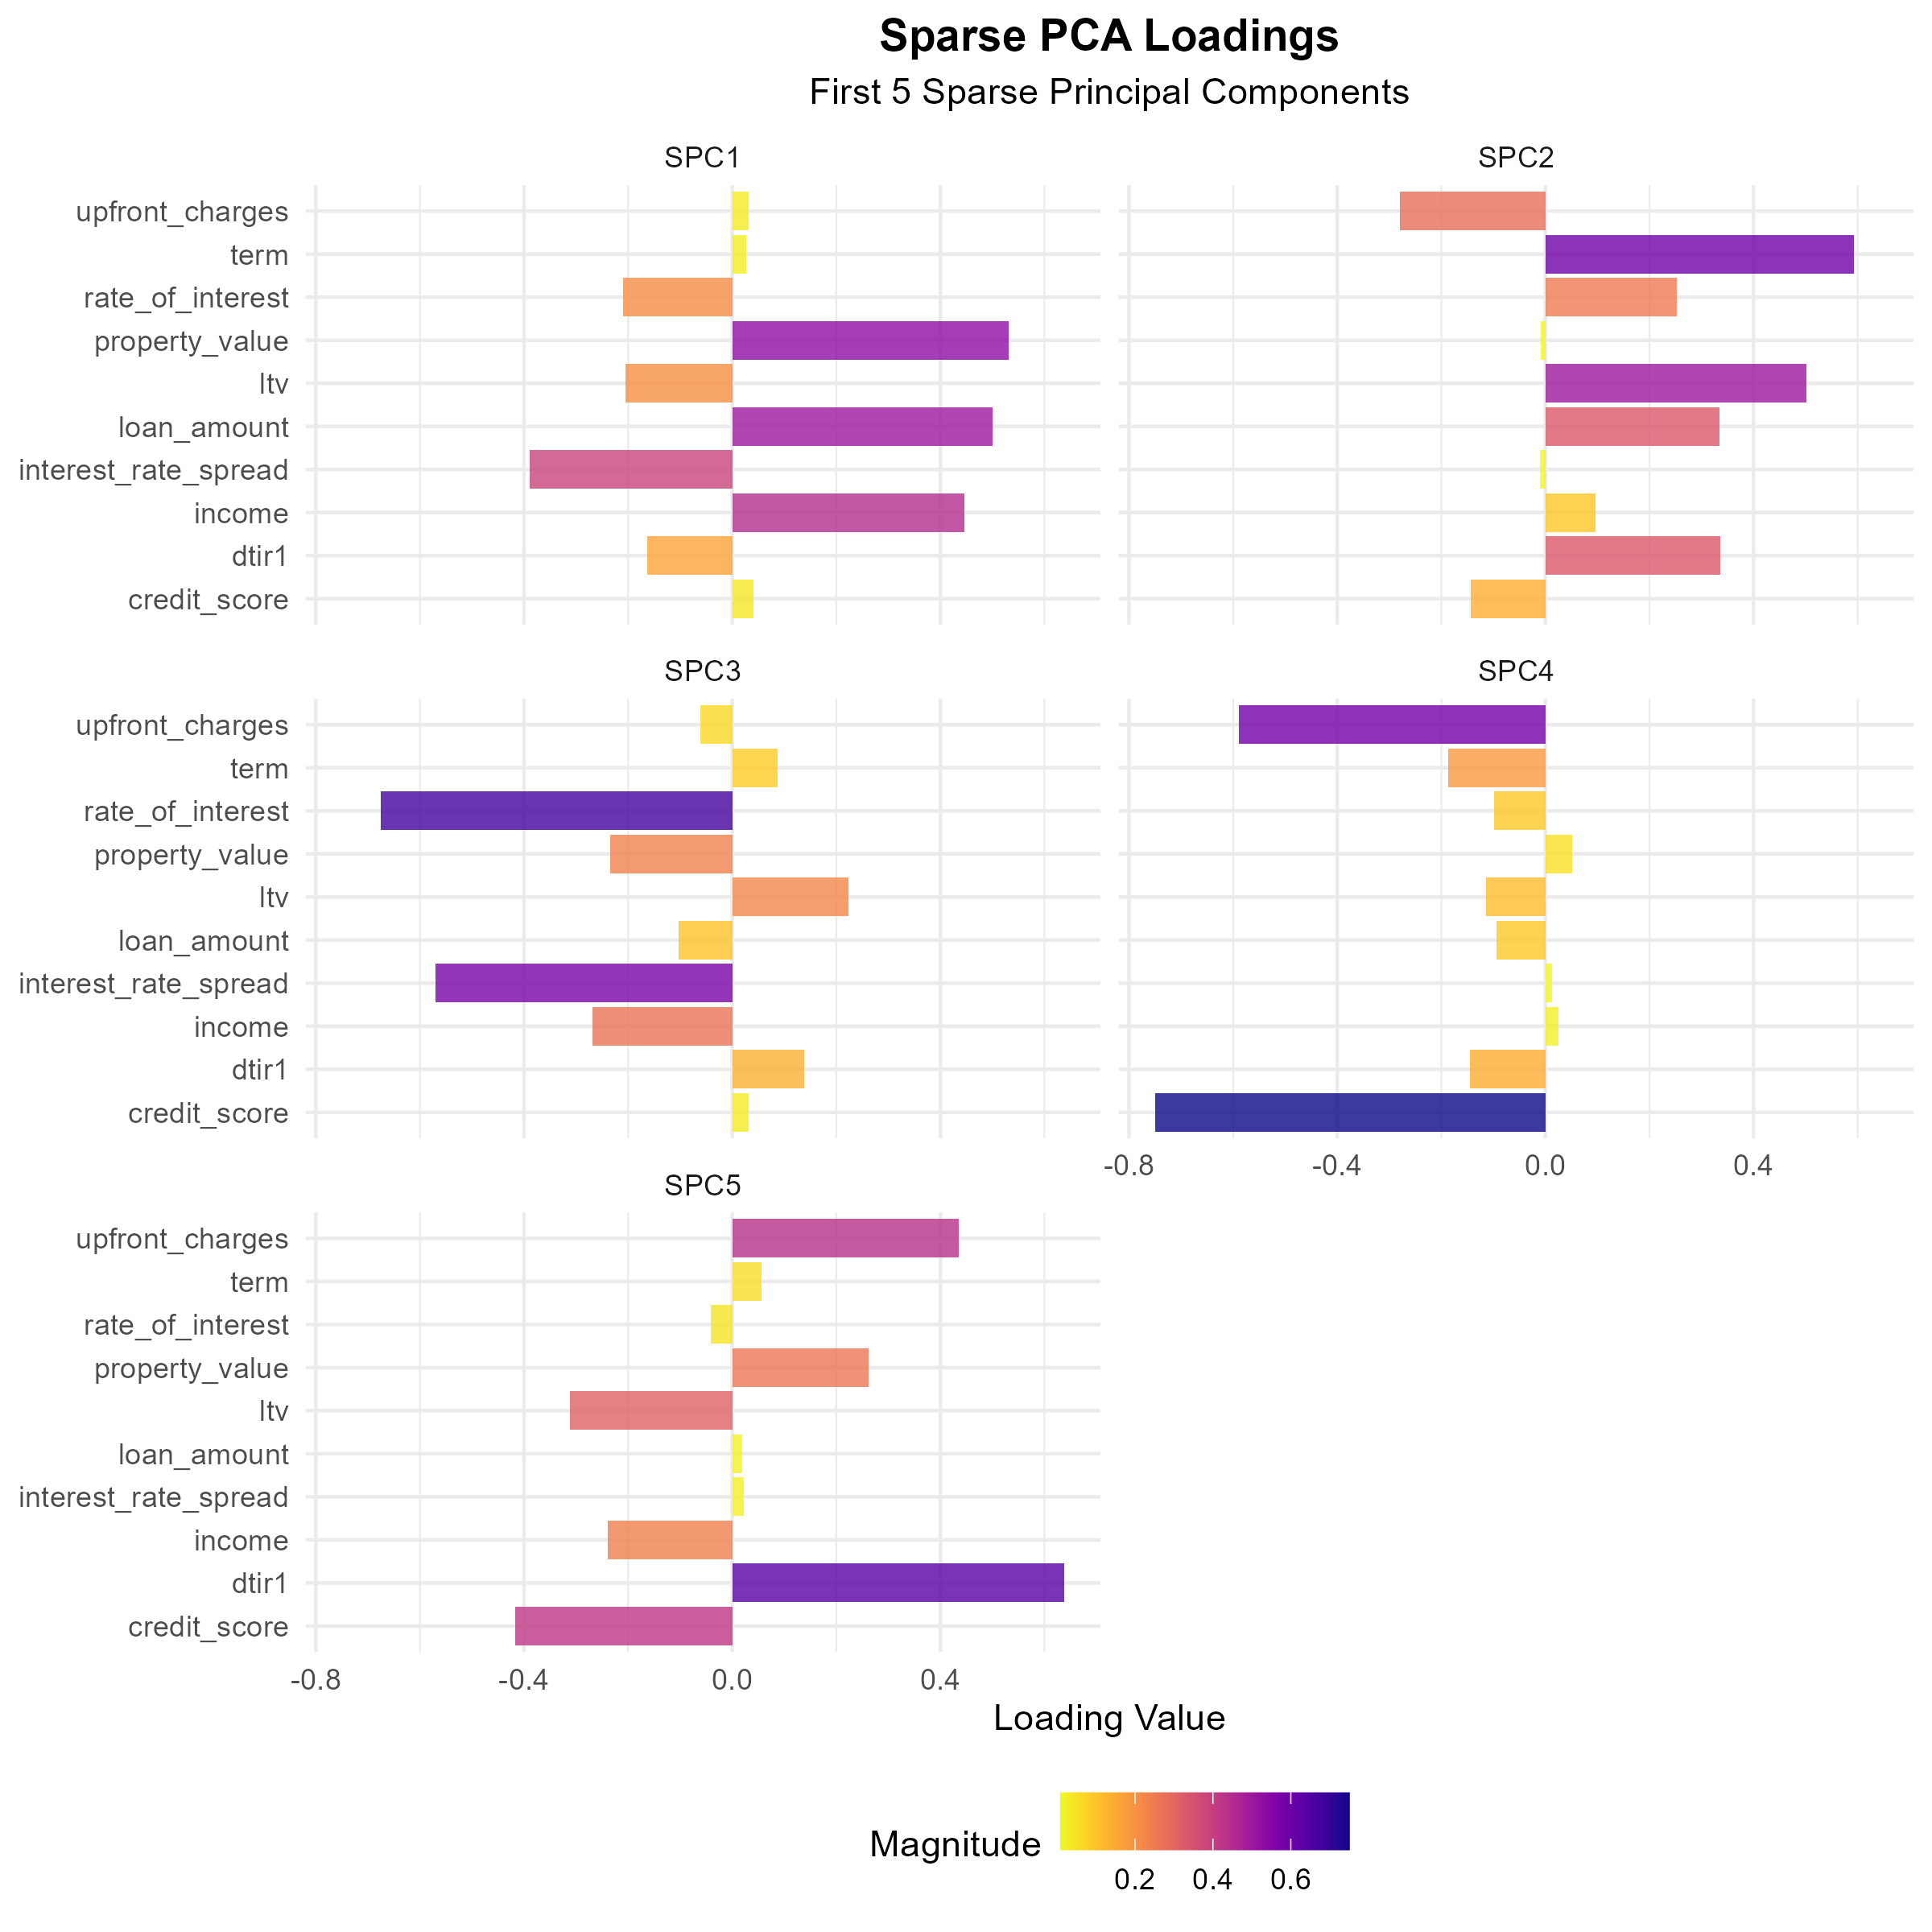 Sparse PCA Loadings
First 5 Sparse Principal Components
SPC1
SPC2
upfront_charges
term
rate_of_interest
property_value
ltv
loan_amount
interest_rate_spread
income
dtir1
credit_score
SPC3
SPC4
upfront_charges
term
rate_of_interest
property_value
ltv
loan_amount
interest_rate_spread
income
dtir1
credit_score
-0.8 -0.4 0.0 0.4
SPC5
upfront_charges
term
rate_of_interest
property_value
ltv
loan_amount
interest_rate_spread
income
dtir1
credit_score
-0.8 -0.4 0.0 0.4
Loading Value
Magnitude
0.2 0.4 0.6